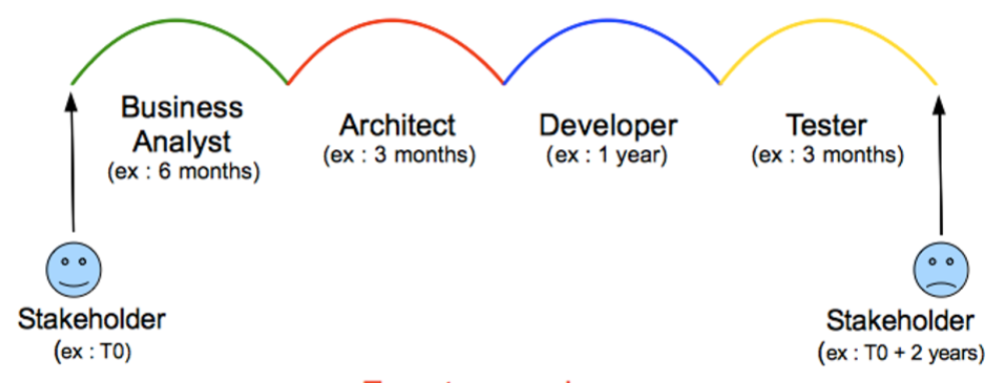 Business
Analyst
(ex : 6 months)
Architect
(ex : 3 months)
Developer
(ex : 1 year)
Tester
(ex : 3 months)
Stakeholder
(ex : T0)
Stakeholder
(ex : T0 + 2 years)